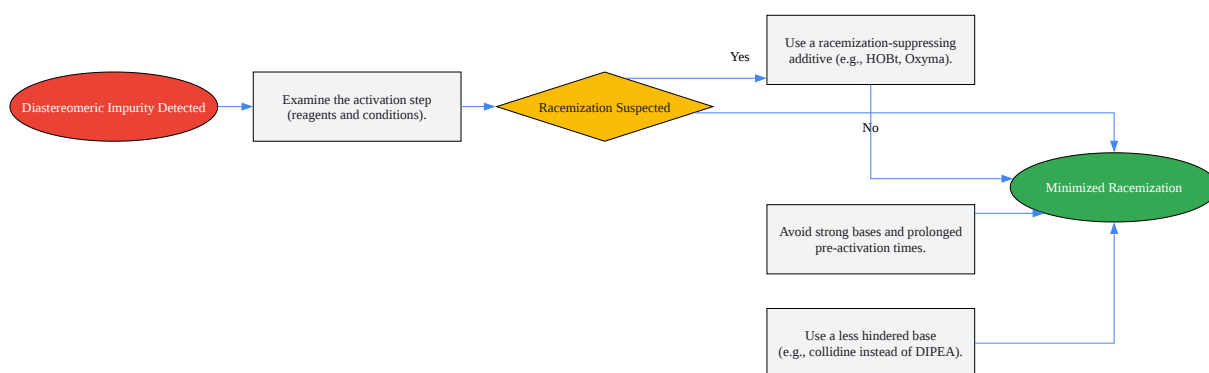 Diastereomeric Impurity Detected
Examine the activation step
(reagents and conditions).
Racemization Suspected
Yes
Use a racemization-suppressing
additive (e.g., HOBt, Oxyma).
No
Minimized Racemization
Avoid strong bases and prolonged
pre-activation times.
Use a less hindered base
(e.g., collidine instead of DIPEA).